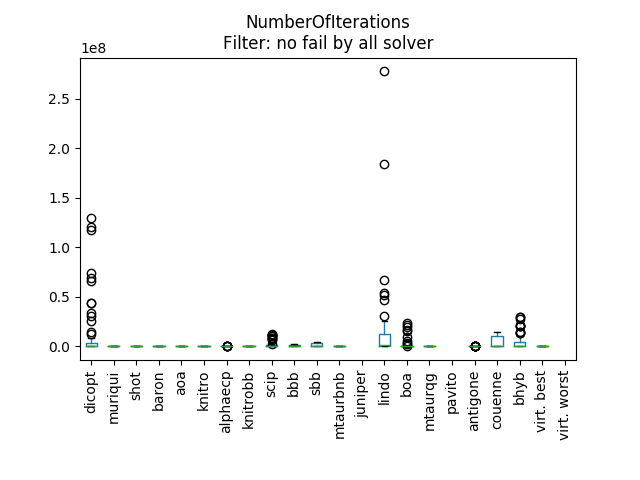 NumberOfIterations
Filter: no fail by all solver
1e8
2.5
2.0
1.5
1.0
0.5
0.0
dicopt
muriqui
shot
baron
aoa
knitro
alphaecp
knitrobb
scip
bbb
sbb
mtaurbnb
juniper
lindo
boa
mtaurqg
pavito
antigone
couenne
bhyb
virt. best
virt. worst